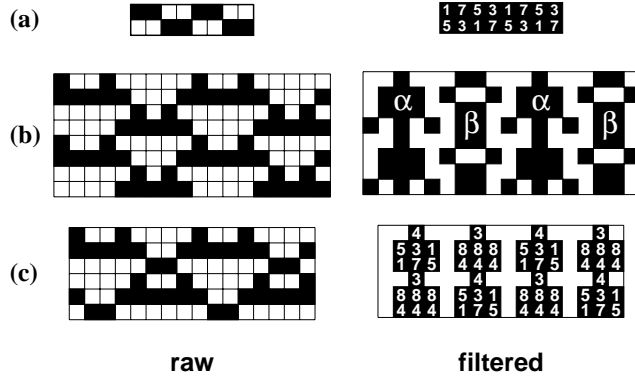 (a)
1 7 5 3 1 7 5 3
5 3 1 7 5 3 1 7
(b)
α α
β β
(c)
4 3 4 3
5 3 1 8 8 8 5 3 1 8 8 8
1 7 5 4 4 4 1 7 5 4 4 4
3 4 3 4
8 8 8 5 3 1 8 8 8 5 3 1
4 4 4 1 7 5 4 4 4 1 7 5
raw filtered